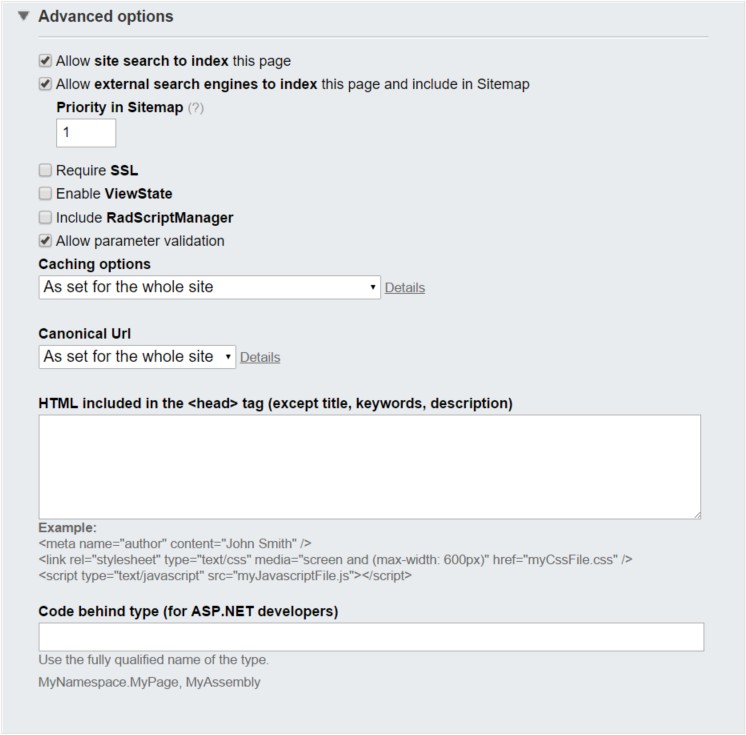 Advanced options
Allow site search to index this page
Allow external search engines to index this page and include in Sitemap
Priority in Sitemap (?)
1
Require SSL
Enable ViewState
Include RadScriptManager
Allow parameter validation
Caching options
As set for the whole site Details
Canonical Url
As set for the whole site Details
HTML included in the <head> tag (except title, keywords, description)
Example:
<meta name="author" content="John Smith" />
<link rel="stylesheet" type="text/css" media="screen and (max-width: 600px)" href="myCssFile.css" />
<script type="text/javascript" src="myJavascriptFile.js"></script>
Code behind type (for ASP.NET developers)
Use the fully qualified name of the type.
MyNamespace.MyPage, MyAssembly